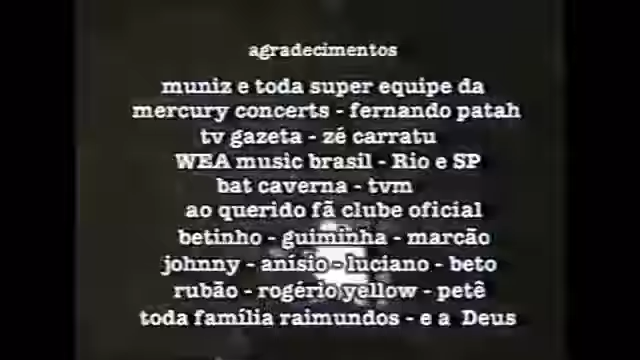 agradecimentos
muniz e toda super equipe da
mercury concerts - fernando patah
tv gazeta - zé carratu
WEA music brasil - Rio e SP
bat caverna - tvm
ao querido fã clube oficial
betinho - guiminha - marcão
johnny - anísio - luciano - beto
rubão - rogério yellow - petê
toda família raimundos - e a Deus